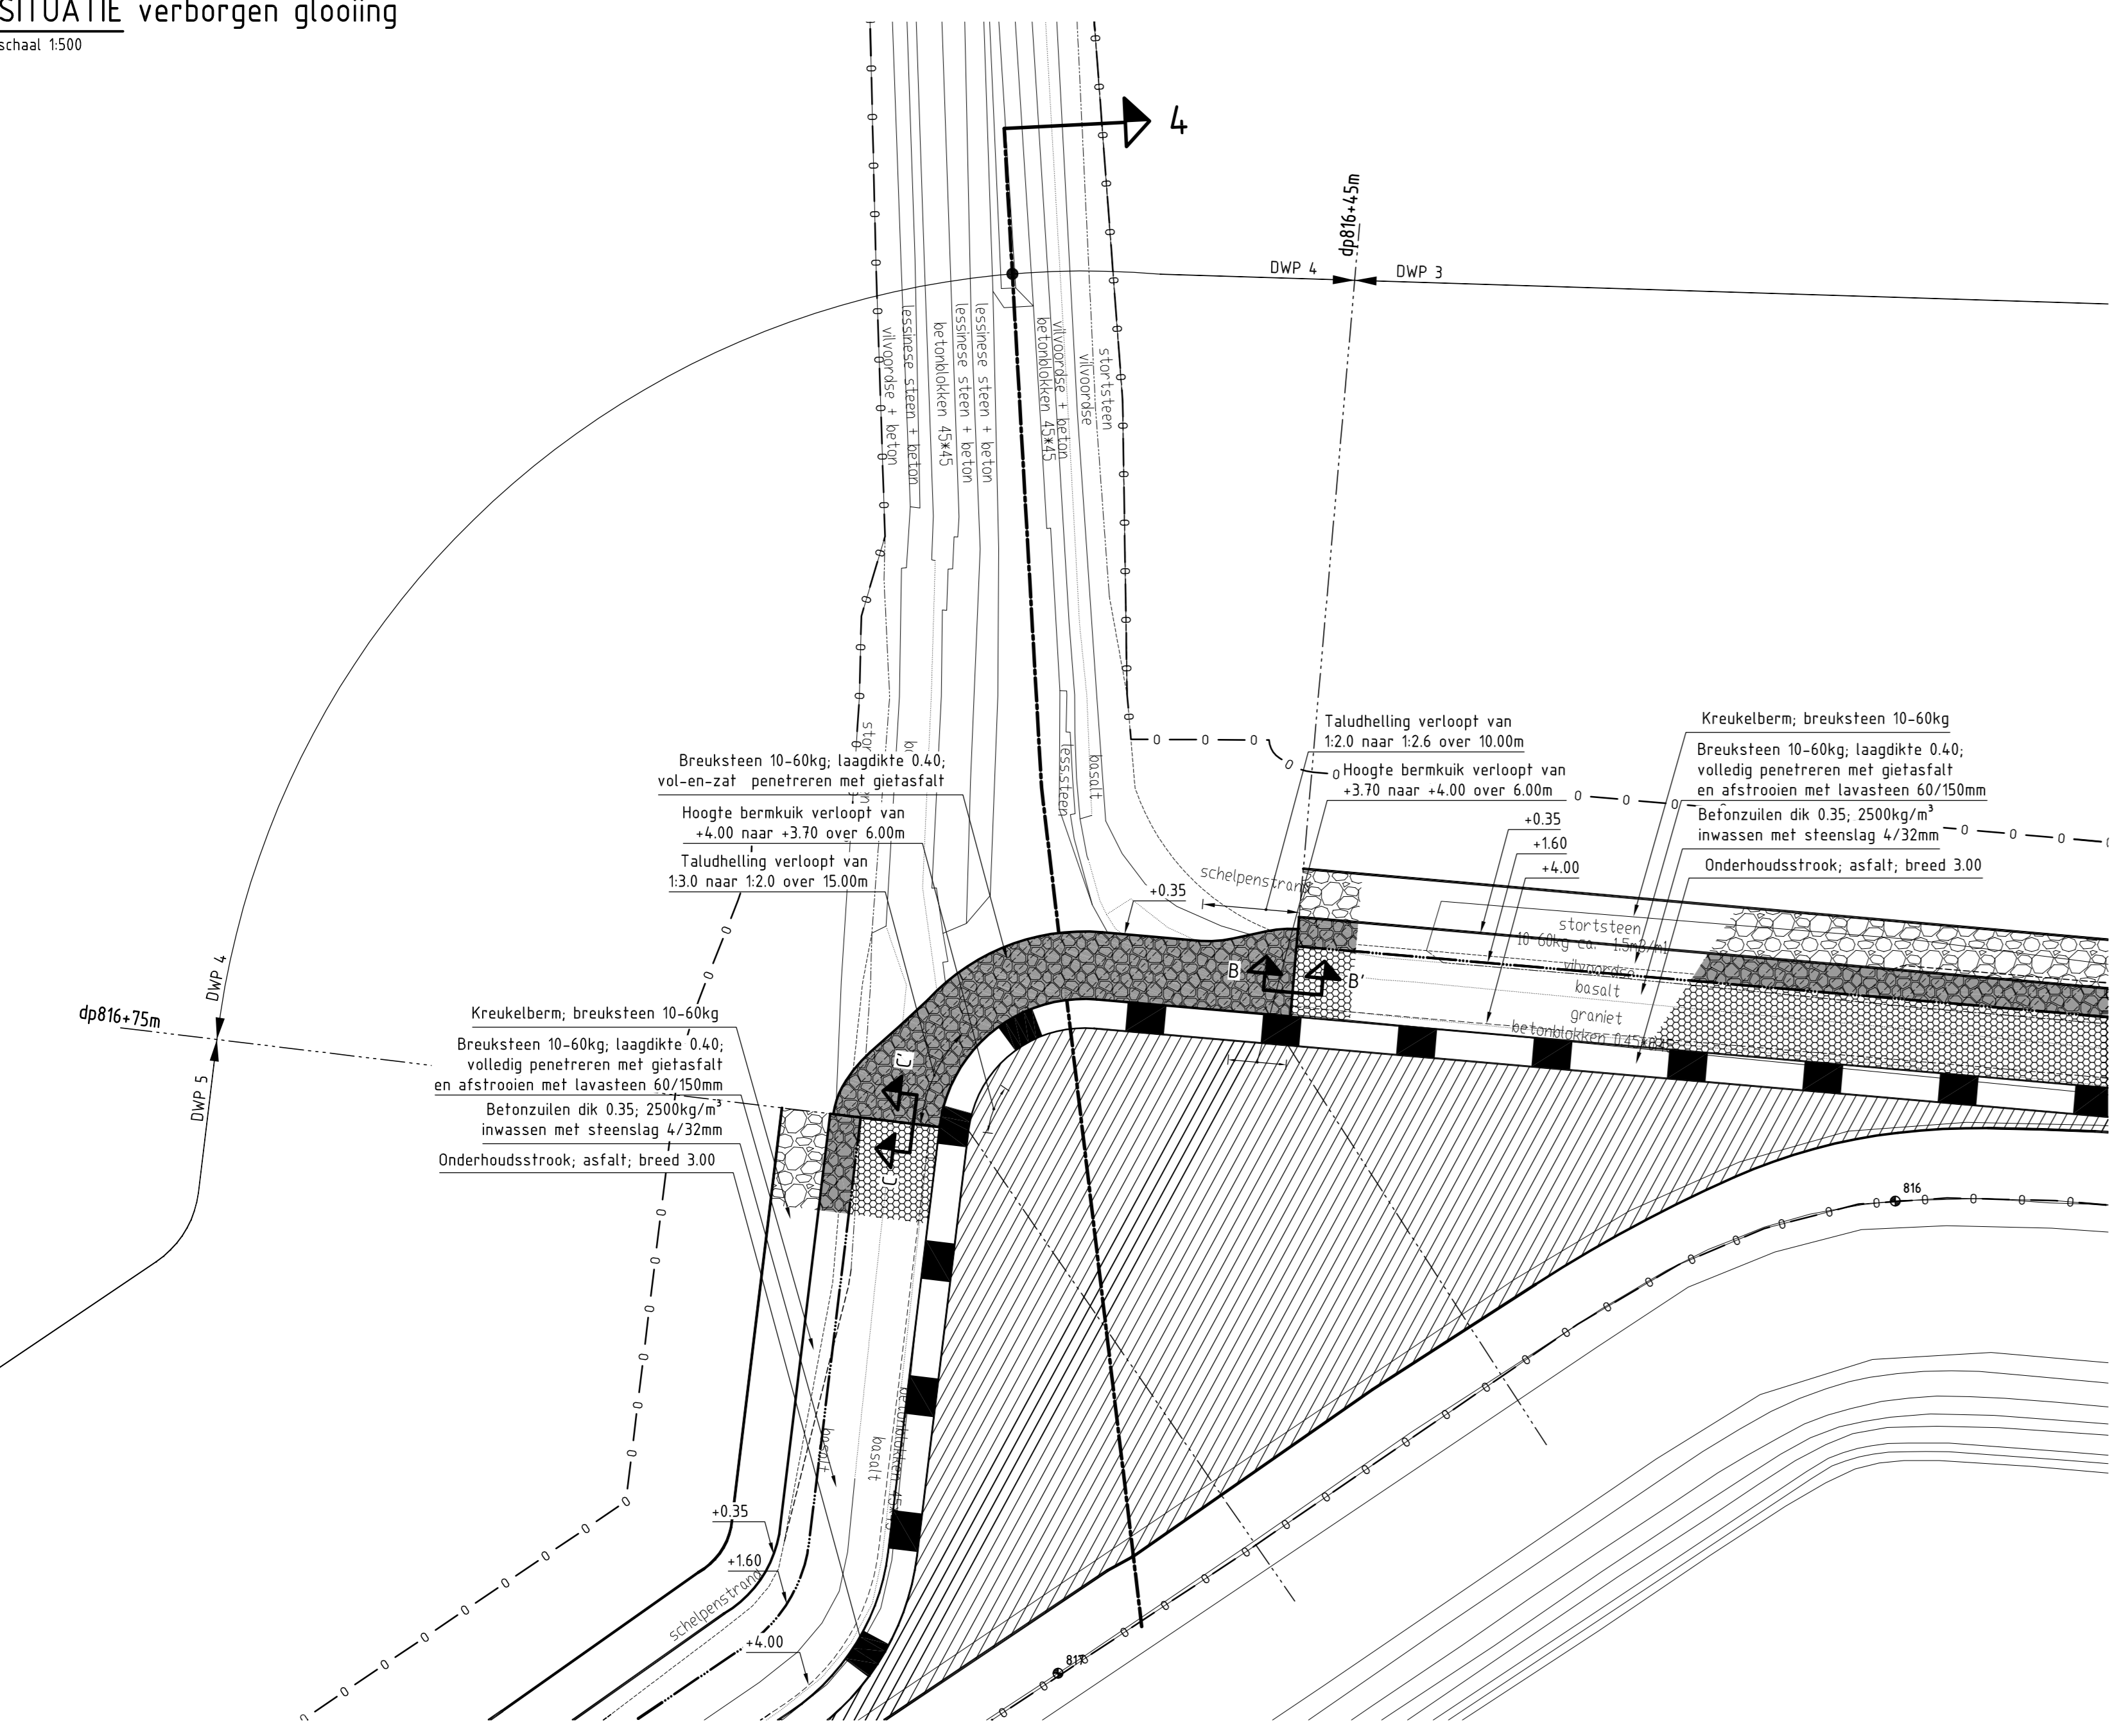 SITUATIE verborgen glooiing
schaal 1:500
4
dp816+45m
DWP 4
DWP 3
vilvoordse + beton
lessinese steen + beton
betonblokken 45*45
lessinese steen + beton
lessinese steen + beton
betonblokken 45*45
vilvoordse + beton
vilvoordse
stortsteen
less.steen
basalt
Breuksteen 10-60kg; laagdikte 0.40;
vol-en-zat penetreren met gietasfalt
Hoogte bermkuik verloopt van
+4.00 naar +3.70 over 6.00m
Taludhelling verloopt van
1:3.0 naar 1:2.0 over 15.00m
Taludhelling verloopt van
1:2.0 naar 1:2.6 over 10.00m
Hoogte bermkuik verloopt van
+3.70 naar +4.00 over 6.00m
+0.35
+1.60
+4.00
Kreukelberm; breuksteen 10-60kg
Breuksteen 10-60kg; laagdikte 0.40;
volledig penetreren met gietasfalt
en afstrooien met lavasteen 60/150mm
Betonzuilen dik 0.35; 2500kg/m³
inwassen met steenslag 4/32mm
Onderhoudsstrook; asfalt; breed 3.00
schelpenstrand
+0.35
stortsteen
10-60kg ca. 1.5m3/m1
vilvoordse
basalt
graniet
B
B'
C'
C
DWP 4
dp816+75m
DWP 5
Kreukelberm; breuksteen 10-60kg
Breuksteen 10-60kg; laagdikte 0.40;
volledig penetreren met gietasfalt
en afstrooien met lavasteen 60/150mm
Betonzuilen dik 0.35; 2500kg/m³
inwassen met steenslag 4/32mm
Onderhoudsstrook; asfalt; breed 3.00
816
basalt
basalt
betonblokken 45*45
+0.35
+1.60
schelpenstrand
+4.00
817